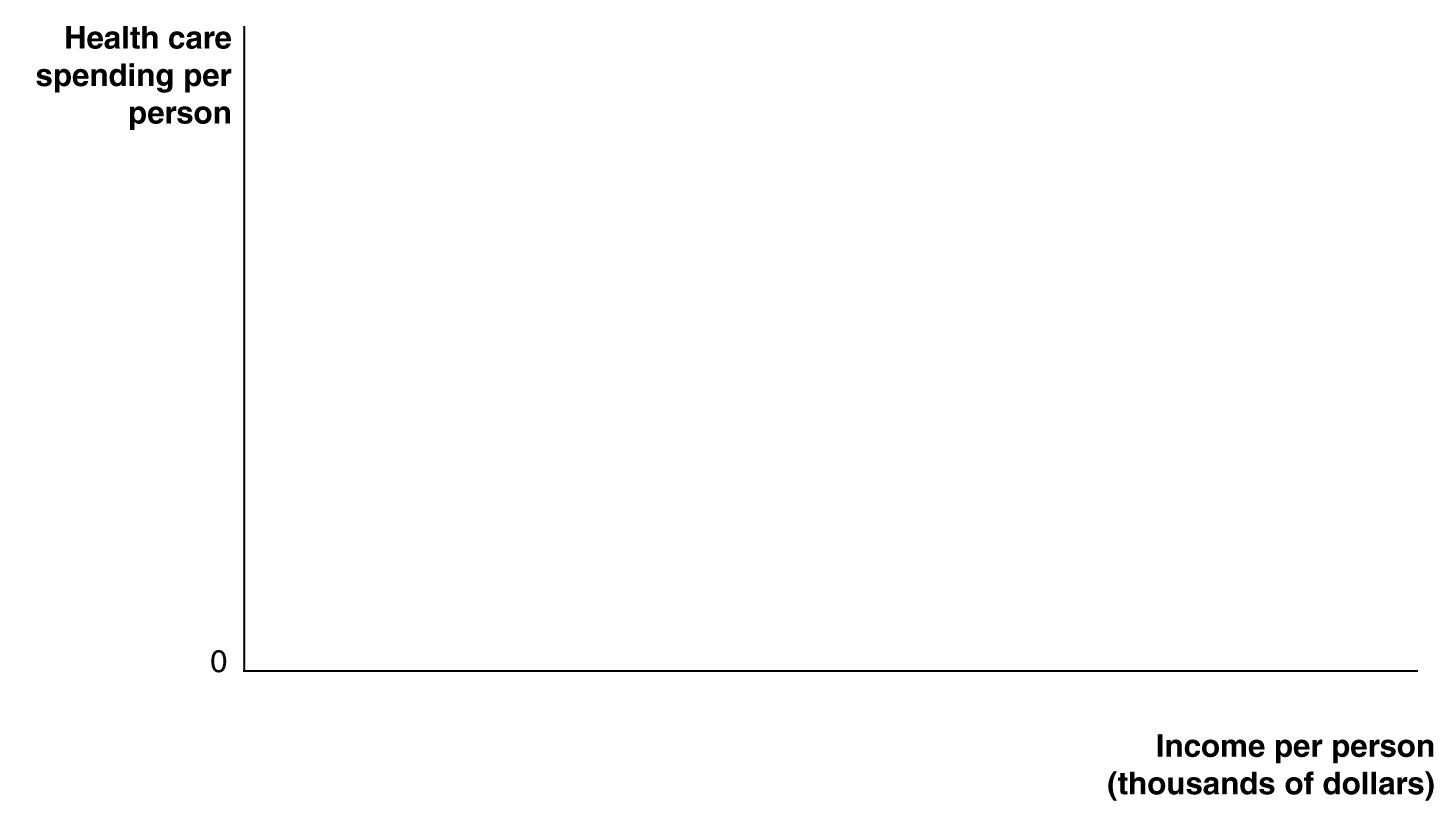 Health care
spending per
person
0
Income per person
(thousands of dollars)